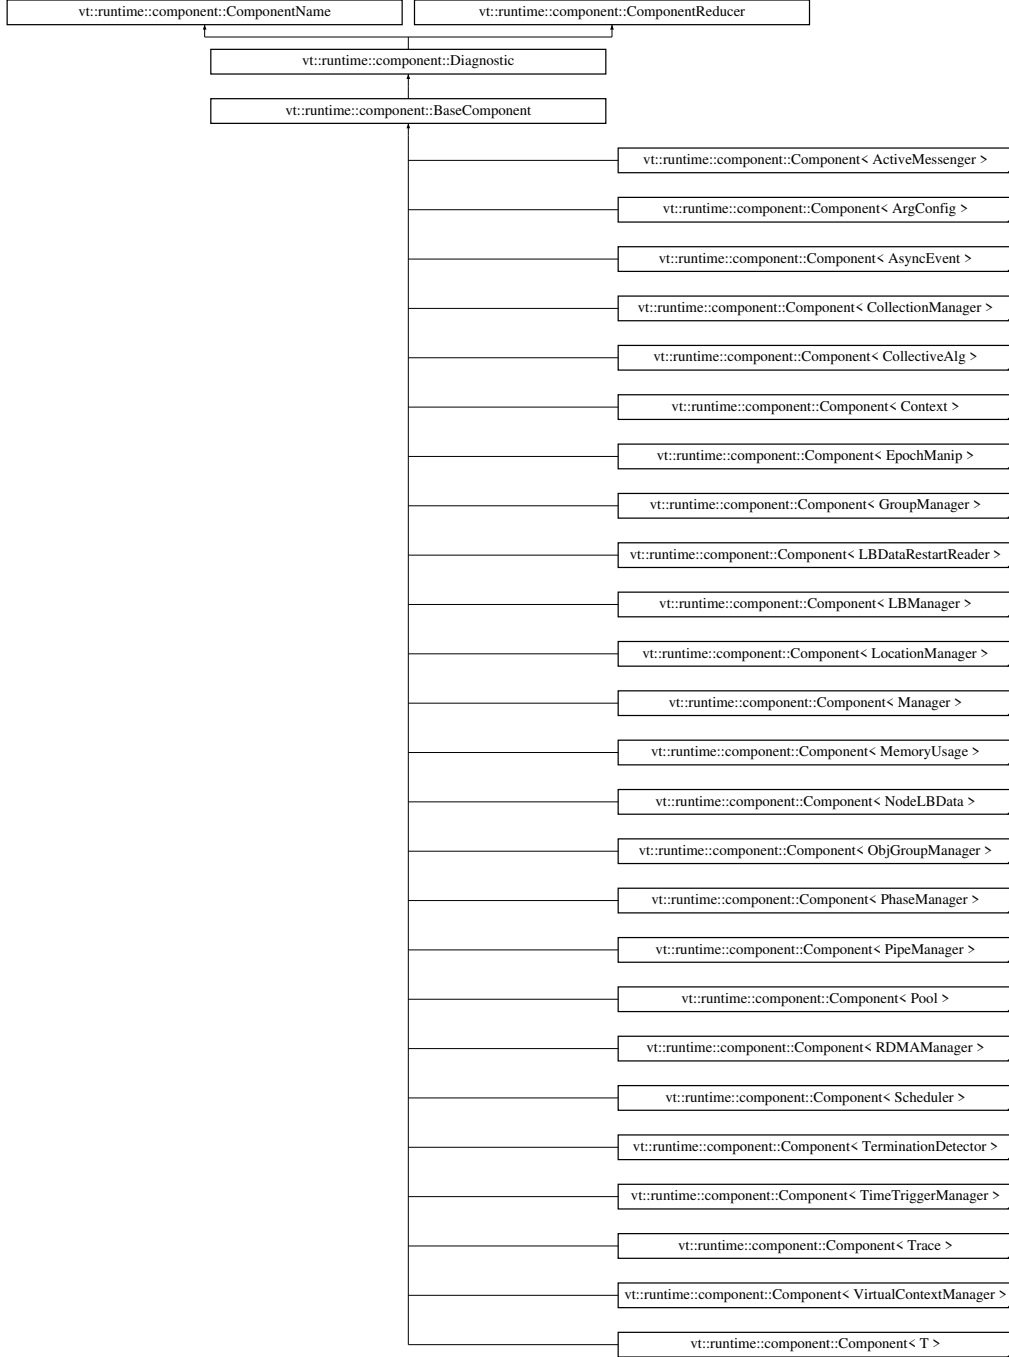 vt::runtime::component::ComponentName
vt::runtime::component::ComponentReducer
vt::runtime::component::Diagnostic
vt::runtime::component::BaseComponent
vt::runtime::component::Component< ActiveMessenger >
vt::runtime::component::Component< ArgConfig >
vt::runtime::component::Component< AsyncEvent >
vt::runtime::component::Component< CollectionManager >
vt::runtime::component::Component< CollectiveAlg >
vt::runtime::component::Component< Context >
vt::runtime::component::Component< EpochManip >
vt::runtime::component::Component< GroupManager >
vt::runtime::component::Component< LBDataRestartReader >
vt::runtime::component::Component< LBManager >
vt::runtime::component::Component< LocationManager >
vt::runtime::component::Component< Manager >
vt::runtime::component::Component< MemoryUsage >
vt::runtime::component::Component< NodeLBData >
vt::runtime::component::Component< ObjGroupManager >
vt::runtime::component::Component< PhaseManager >
vt::runtime::component::Component< PipeManager >
vt::runtime::component::Component< Pool >
vt::runtime::component::Component< RDMAManager >
vt::runtime::component::Component< Scheduler >
vt::runtime::component::Component< TerminationDetector >
vt::runtime::component::Component< TimeTriggerManager >
vt::runtime::component::Component< Trace >
vt::runtime::component::Component< VirtualContextManager >
vt::runtime::component::Component< T >